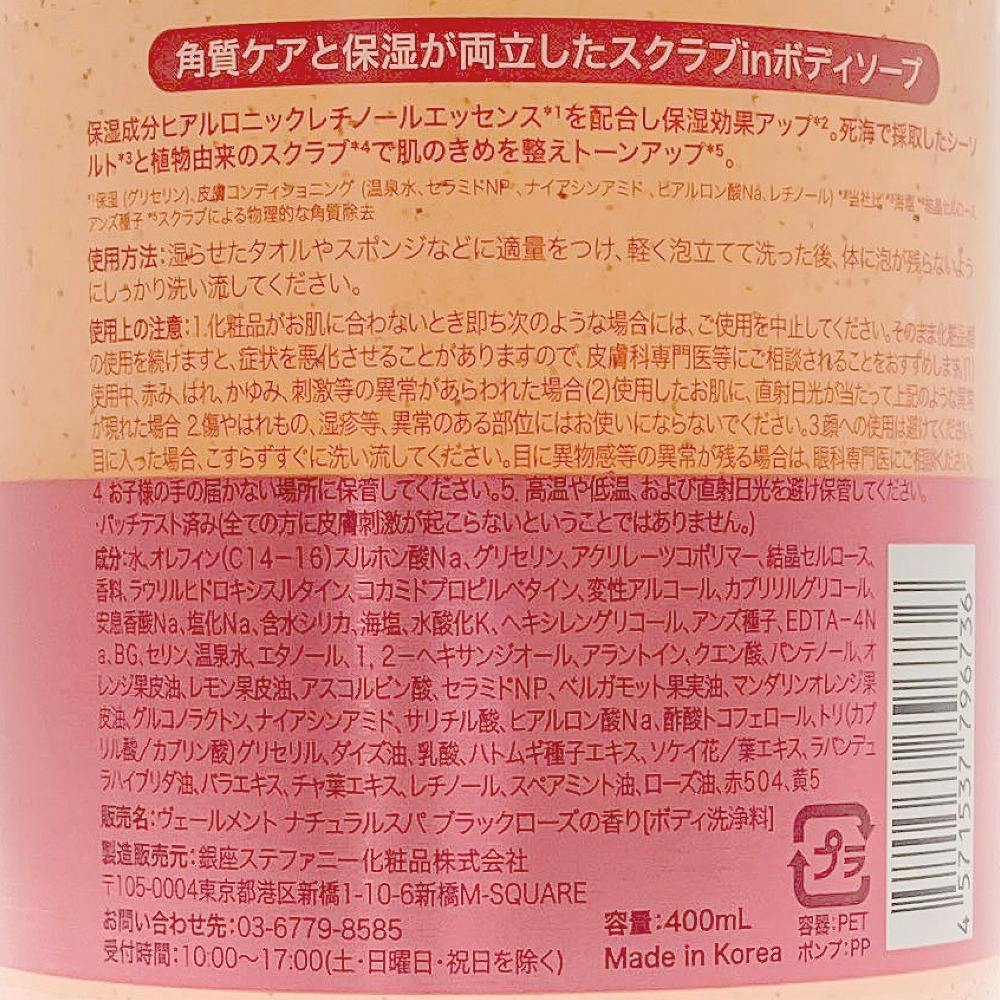 角質ケアと保湿が両立したスクラブinボディソープ
保湿成分ヒアルロニックレチノールエッセンス*1を配合し保湿効果アップ*2。死海で採取したシーソ
ルト*3と植物由来のスクラブ*4で肌のきめを整えトーンアップ*5。
*1保湿(グリセリン)、皮膚コンディショニング(温泉水、セラミドNP、ナイアシンアミド、ヒアルロン酸Na、レチノール) *2当社比 *3海塩 *4結晶セルロース、
アンズ種子 *5スクラブによる物理的な角質除去
使用方法:湿らせたタオルやスポンジなどに適量をつけ、軽く泡立てて洗った後、体に泡が残らないよう
にしっかり洗い流してください。
使用上の注意:1.化粧品がお肌に合わないとき即ち次のような場合には、ご使用を中止してください。そのまま化粧品類
の使用を続けますと、症状を悪化させることがありますので、皮膚科専門医等にご相談されることをおすすめします。(1)
使用中、赤み、はれ、かゆみ、刺激等の異常があらわれた場合(2)使用したお肌に、直射日光が当たって上記のような異常
が現れた場合 2.傷やはれもの、湿疹等、異常のある部位にはお使いにならないでください。3.顔への使用は避けてください。
目に入った場合、こすらずすぐに洗い流してください。目に異物感等の異常が残る場合は、眼科専門医にご相談ください。
4.お子様の手の届かない場所に保管してください。5.高温や低温、および直射日光を避け保管してください。
・パッチテスト済み(全ての方に皮膚刺激が起こらないということではありません。)
成分:水、オレフィン(C14-16)スルホン酸Na、グリセリン、アクリレーツコポリマー、結晶セルロース、
香料、ラウリルヒドロキシスルタイン、コカミドプロピルベタイン、変性アルコール、カプリリルグリコール、
安息香酸Na、塩化Na、含水シリカ、海塩、水酸化K、ヘキシレングリコール、アンズ種子、EDTA-4N
a、BG、セリン、温泉水、エタノール、1,2-ヘキサンジオール、アラントイン、クエン酸、パンテノール、オ
レンジ果皮油、レモン果皮油、アスコルビン酸、セラミドNP、ベルガモット果実油、マンダリンオレンジ果
皮油、グルコノラクトン、ナイアシンアミド、サリチル酸、ヒアルロン酸Na、酢酸トコフェロール、トリ(カプ
リル酸/カプリン酸)グリセリル、ダイズ油、乳酸、ハトムギ種子エキス、ソケイ花/葉エキス、ラバンデュ
ラハイブリダ油、バラエキス、チャ葉エキス、レチノール、スペアミント油、ローズ油、赤504、黄5
販売名:ヴェールメント ナチュラルスパ ブラックローズの香り[ボディ洗浄料]
製造販売元:銀座ステファニー化粧品株式会社
〒105-0004東京都港区新橋1-10-6新橋M-SQUARE
お問い合わせ先:03-6779-8585
受付時間:10:00〜17:00(土・日曜日・祝日を除く)
容量:400mL
Made in Korea
プラ
容器:PET
ポンプ:PP
4571537796736